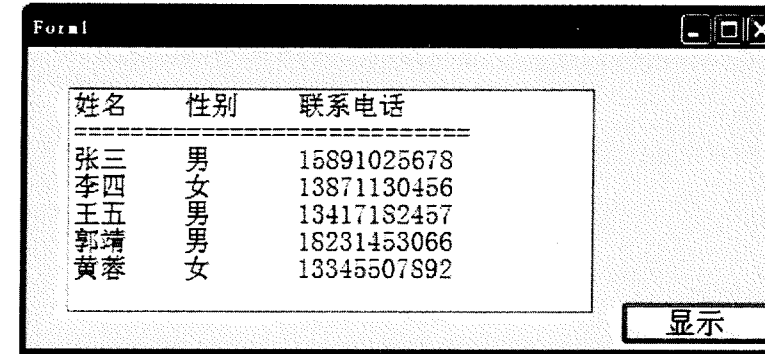 Form1
姓名 性别 联系电话
============================
张三 男 15891025678
李四 女 13871130456
王五 男 13417182457
郭靖 男 18231453066
黄蓉 女 13345507892
显示